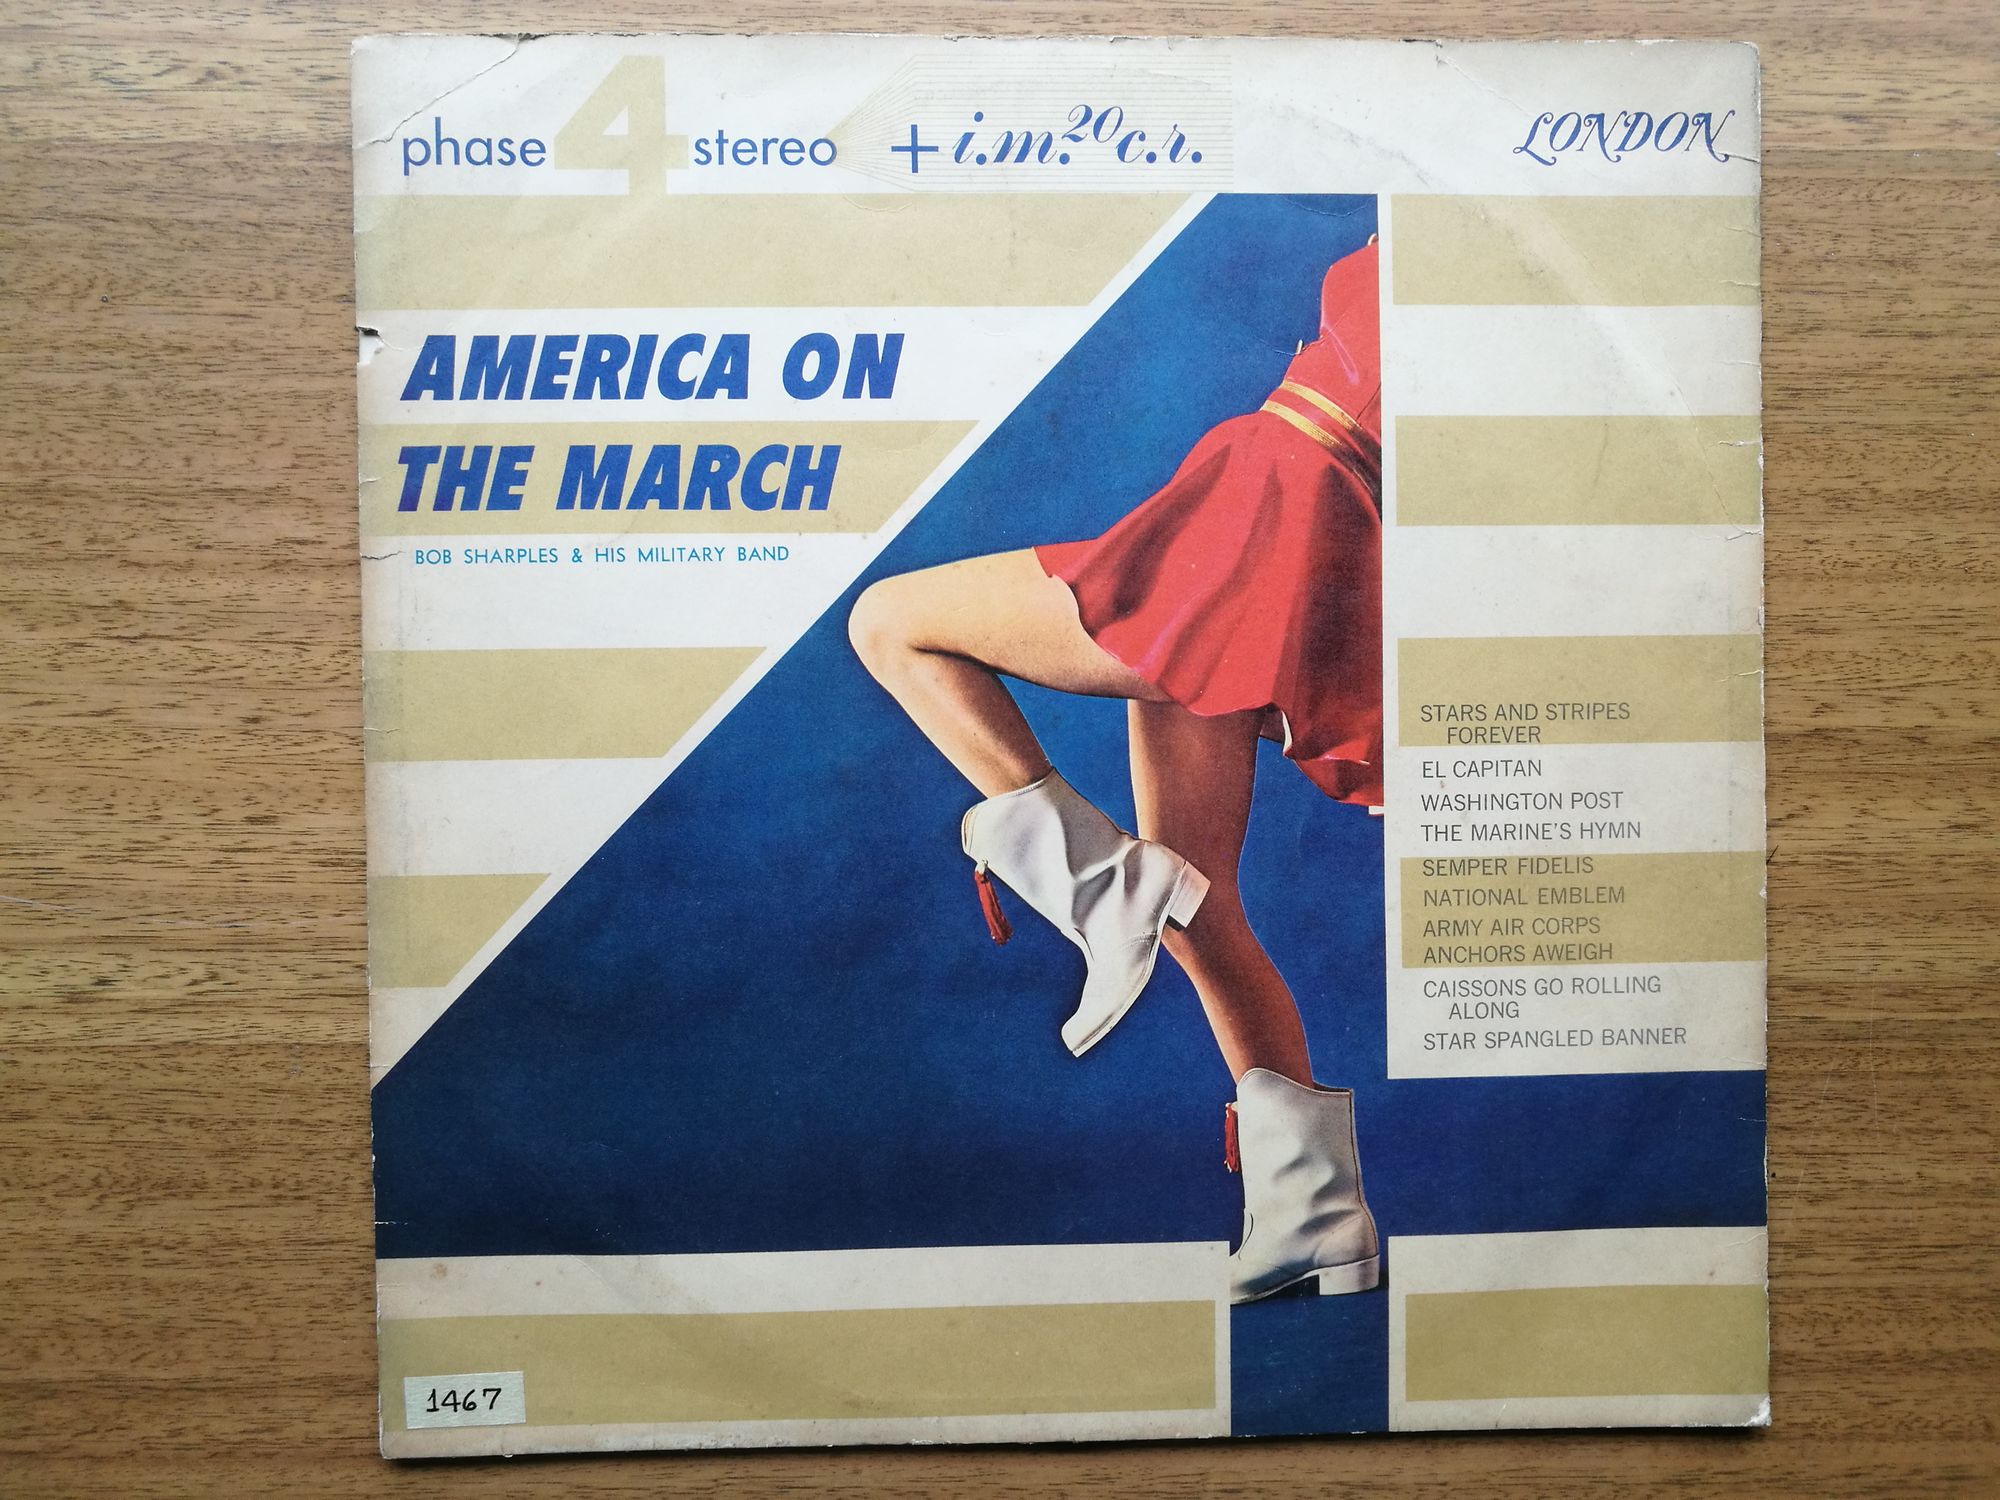 phase 4 stereo + i.m.20 c.r. LONDON
AMERICA ON
THE MARCH
BOB SHARPLES & HIS MILITARY BAND
STARS AND STRIPES
FOREVER
EL CAPITAN
WASHINGTON POST
THE MARINE'S HYMN
SEMPER FIDELIS
NATIONAL EMBLEM
ARMY AIR CORPS
ANCHORS AWEIGH
CAISSONS GO ROLLING
ALONG
STAR SPANGLED BANNER
1467